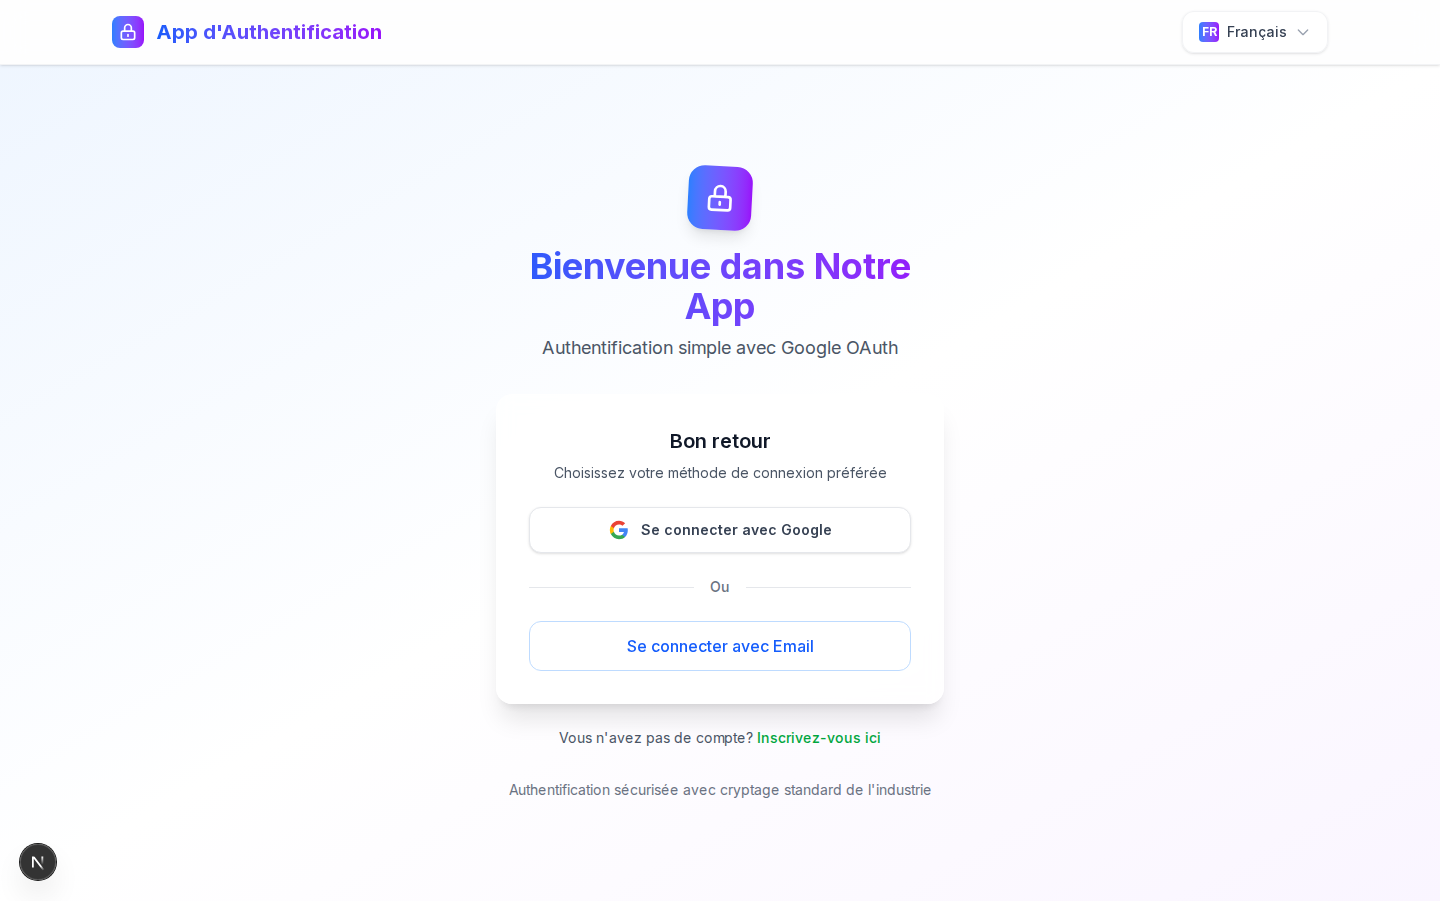 App d'Authentification
FR Français
Bienvenue dans Notre
App
Authentification simple avec Google OAuth
Bon retour
Choisissez votre méthode de connexion préférée
Se connecter avec Google
Ou
Se connecter avec Email
Vous n'avez pas de compte? Inscrivez-vous ici
Authentification sécurisée avec cryptage standard de l'industrie
N